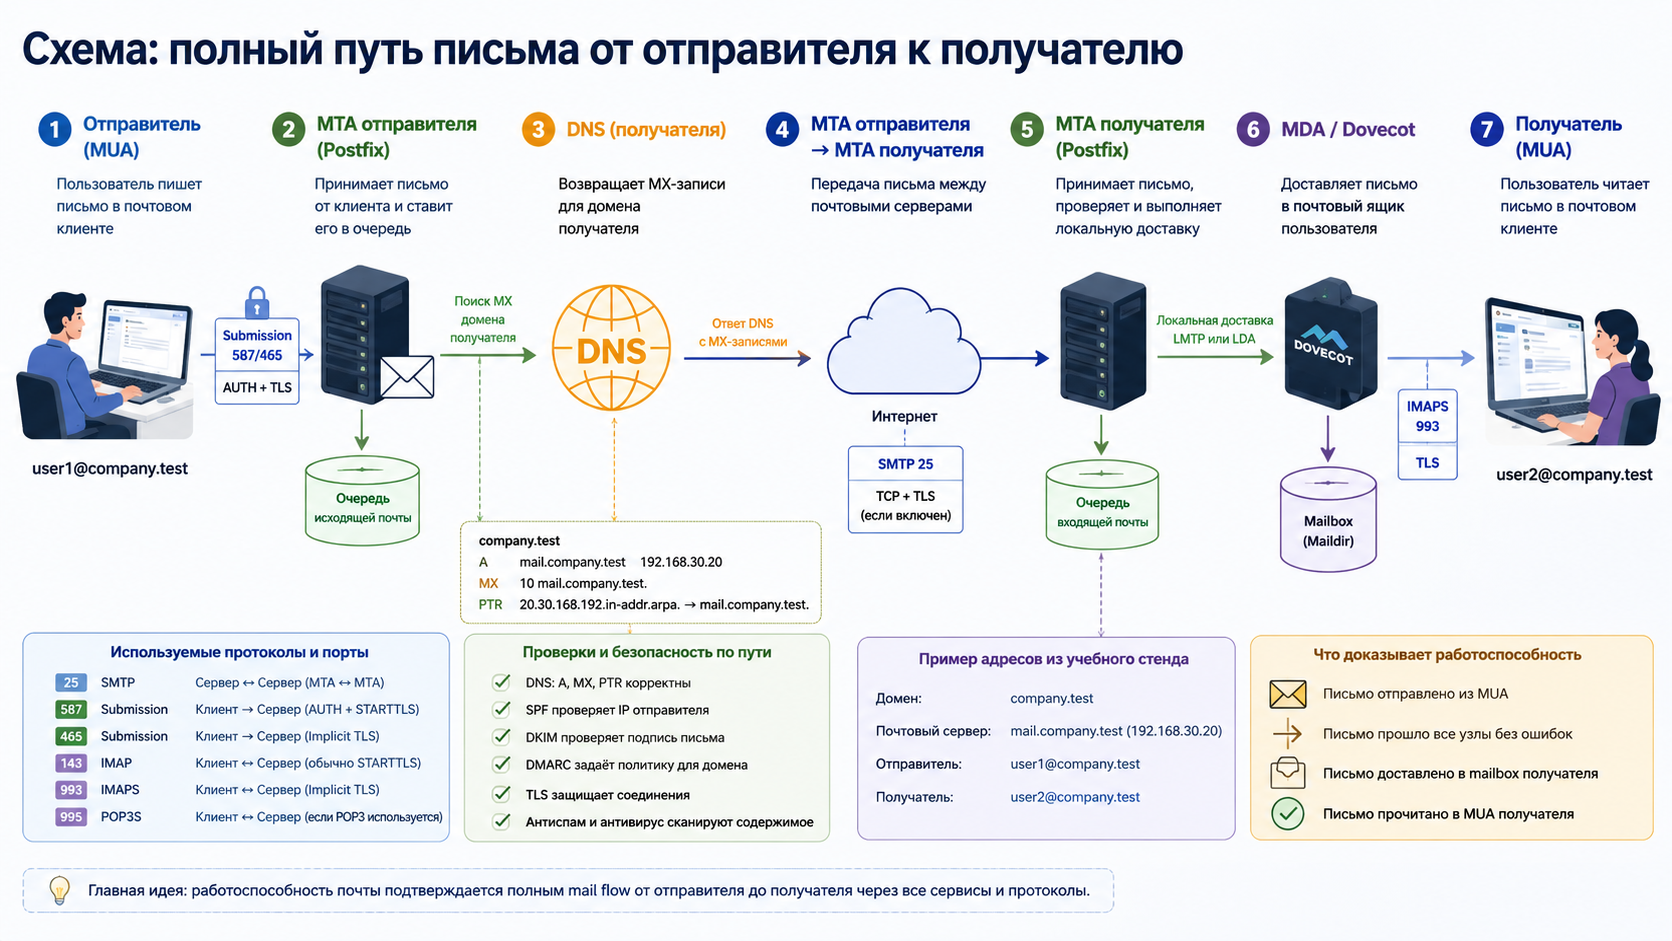 Схема: полный путь письма от отправителя к получателю
1 Отправитель
(MUA)
Пользователь пишет
письмо в почтовом
клиенте
2 MTA отправителя
(Postfix)
Принимает письмо
от клиента и ставит
его в очередь
3 DNS (получателя)
Возвращает MX-записи
для домена
получателя
4 MTA отправителя
→ MTA получателя
Передача письма между
почтовыми серверами
5 MTA получателя
(Postfix)
Принимает письмо,
проверяет и выполняет
локальную доставку
6 MDA / Dovecot
Доставляет письмо
в почтовый ящик
пользователя
7 Получатель
(MUA)
Пользователь читает
письмо в почтовом
клиенте
user1@company.test
Submission
587/465
AUTH + TLS
Очередь
исходящей почты
Поиск MX
домена
получателя
DNS
Ответ DNS
с MX-записями
Интернет
SMTP 25
TCP + TLS
(если включен)
Очередь
входящей почты
Локальная доставка
LMTP или LDA
DOVECOT
Mailbox
(Maildir)
IMAPS
993
TLS
user2@company.test
company.test
A mail.company.test 192.168.30.20
MX 10 mail.company.test.
PTR 20.30.168.192.in-addr.arpa. → mail.company.test.
Используемые протоколы и порты
25 SMTP Сервер ↔ Сервер (MTA ↔ MTA)
587 Submission Клиент → Сервер (AUTH + STARTTLS)
465 Submission Клиент → Сервер (Implicit TLS)
143 IMAP Клиент ↔ Сервер (обычно STARTTLS)
993 IMAPS Клиент ↔ Сервер (Implicit TLS)
995 POP3S Клиент ↔ Сервер (если POP3 используется)
Проверки и безопасность по пути
DNS: A, MX, PTR корректны
SPF проверяет IP отправителя
DKIM проверяет подпись письма
DMARC задаёт политику для домена
TLS защищает соединения
Антиспам и антивирус сканируют содержимое
Пример адресов из учебного стенда
Домен: company.test
Почтовый сервер: mail.company.test (192.168.30.20)
Отправитель: user1@company.test
Получатель: user2@company.test
Что доказывает работоспособность
Письмо отправлено из MUA
Письмо прошло все узлы без ошибок
Письмо доставлено в mailbox получателя
Письмо прочитано в MUA получателя
Главная идея: работоспособность почты подтверждается полным mail flow от отправителя до получателя через все сервисы и протоколы.